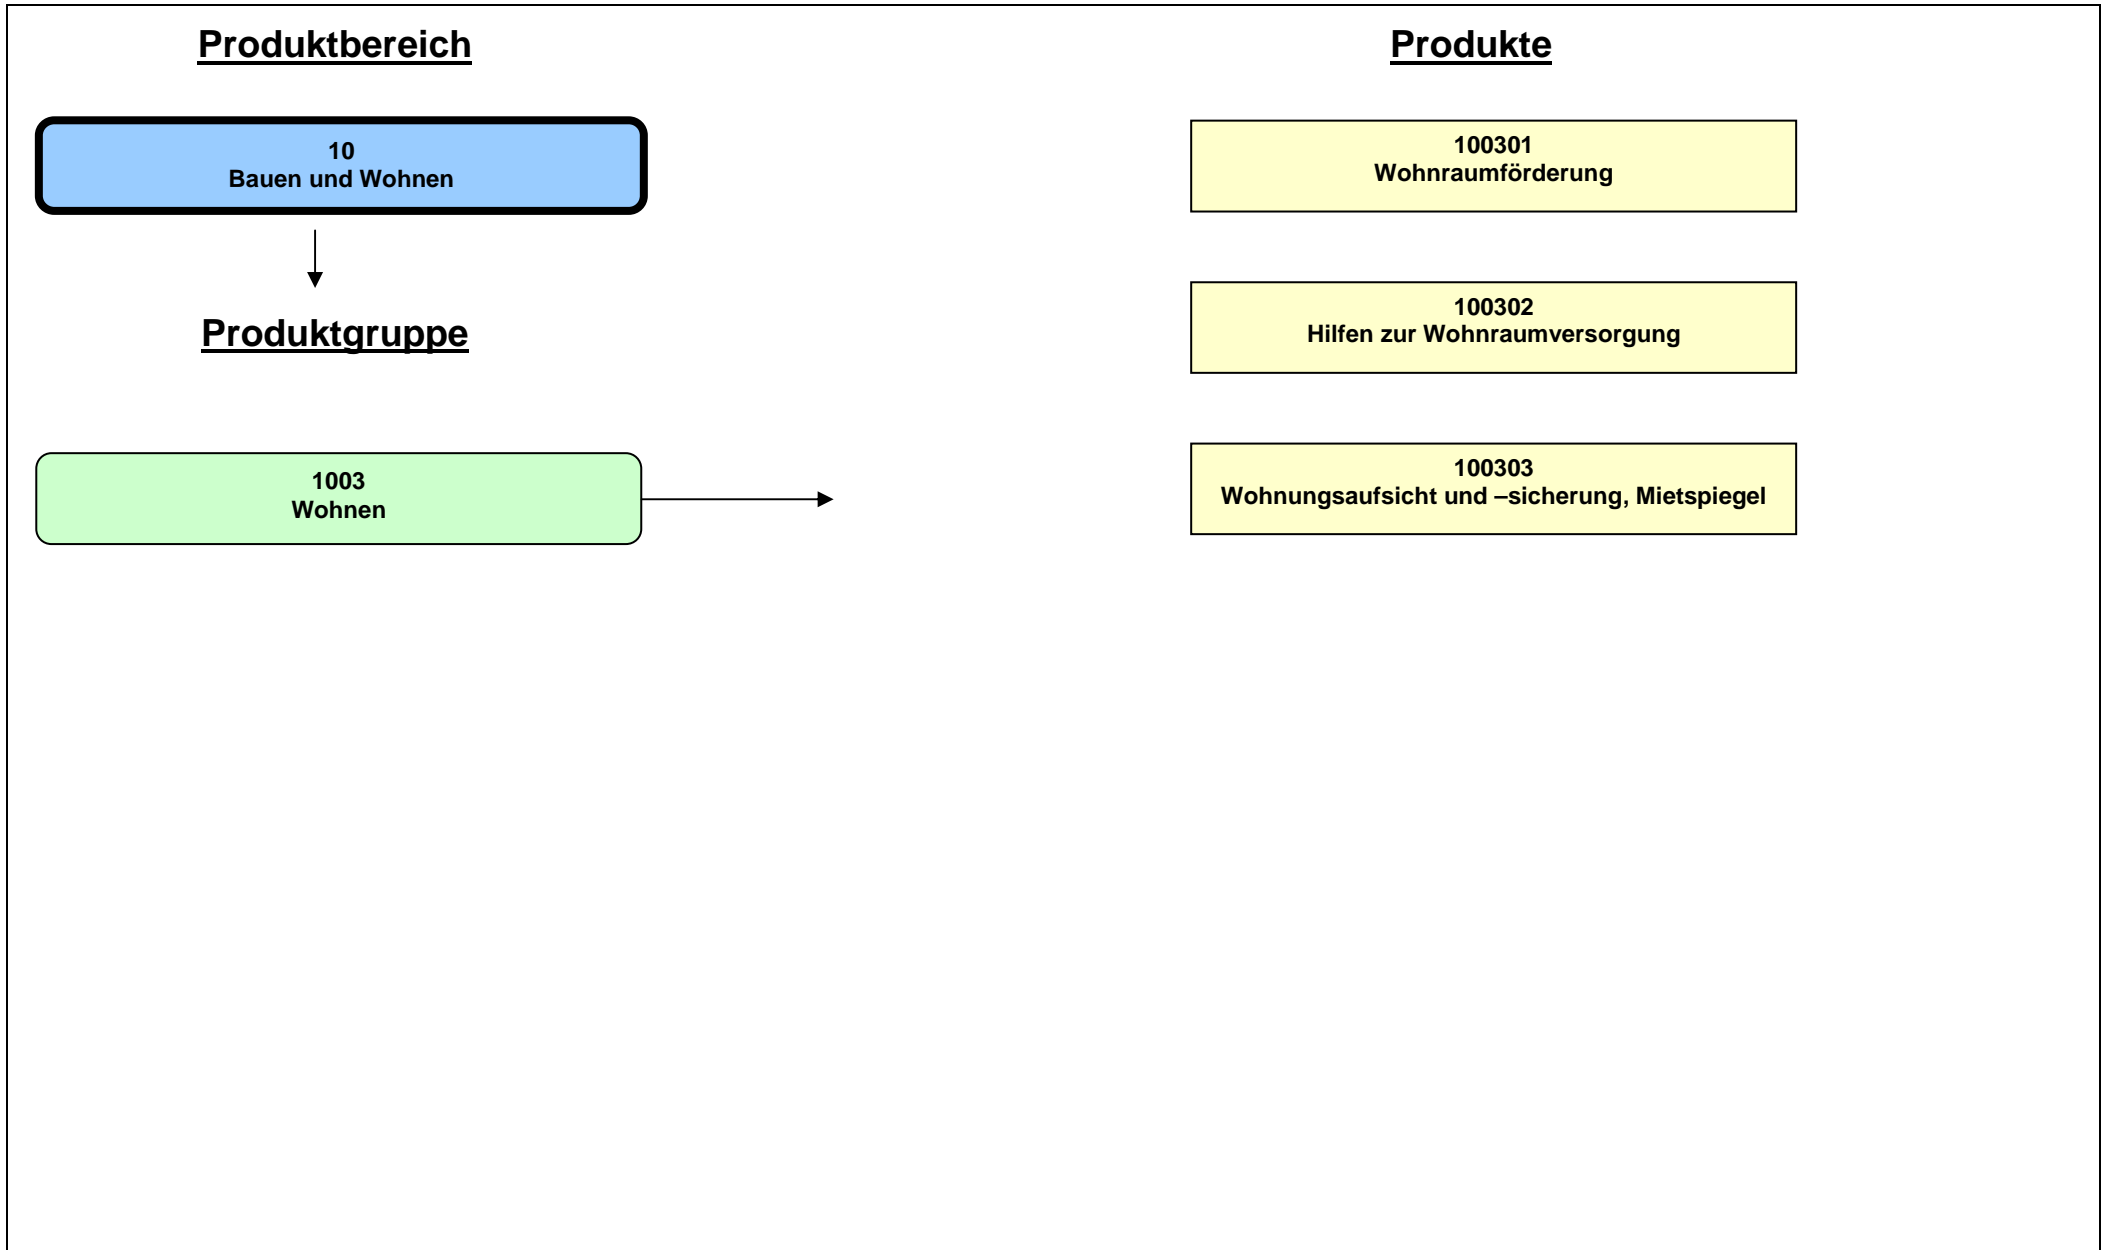 Produktbereich
10
Bauen und Wohnen
Produktgruppe
1003
Wohnen
Produkte
100301
Wohnraumförderung
100302
Hilfen zur Wohnraumversorgung
100303
Wohnungsaufsicht und –sicherung, Mietspiegel